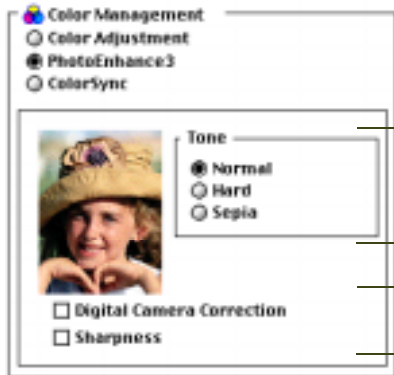 Color Management
Color Adjustment
PhotoEnhance3
ColorSync
Tone
Normal
Hard
Sepia
Digital Camera Correction
Sharpness